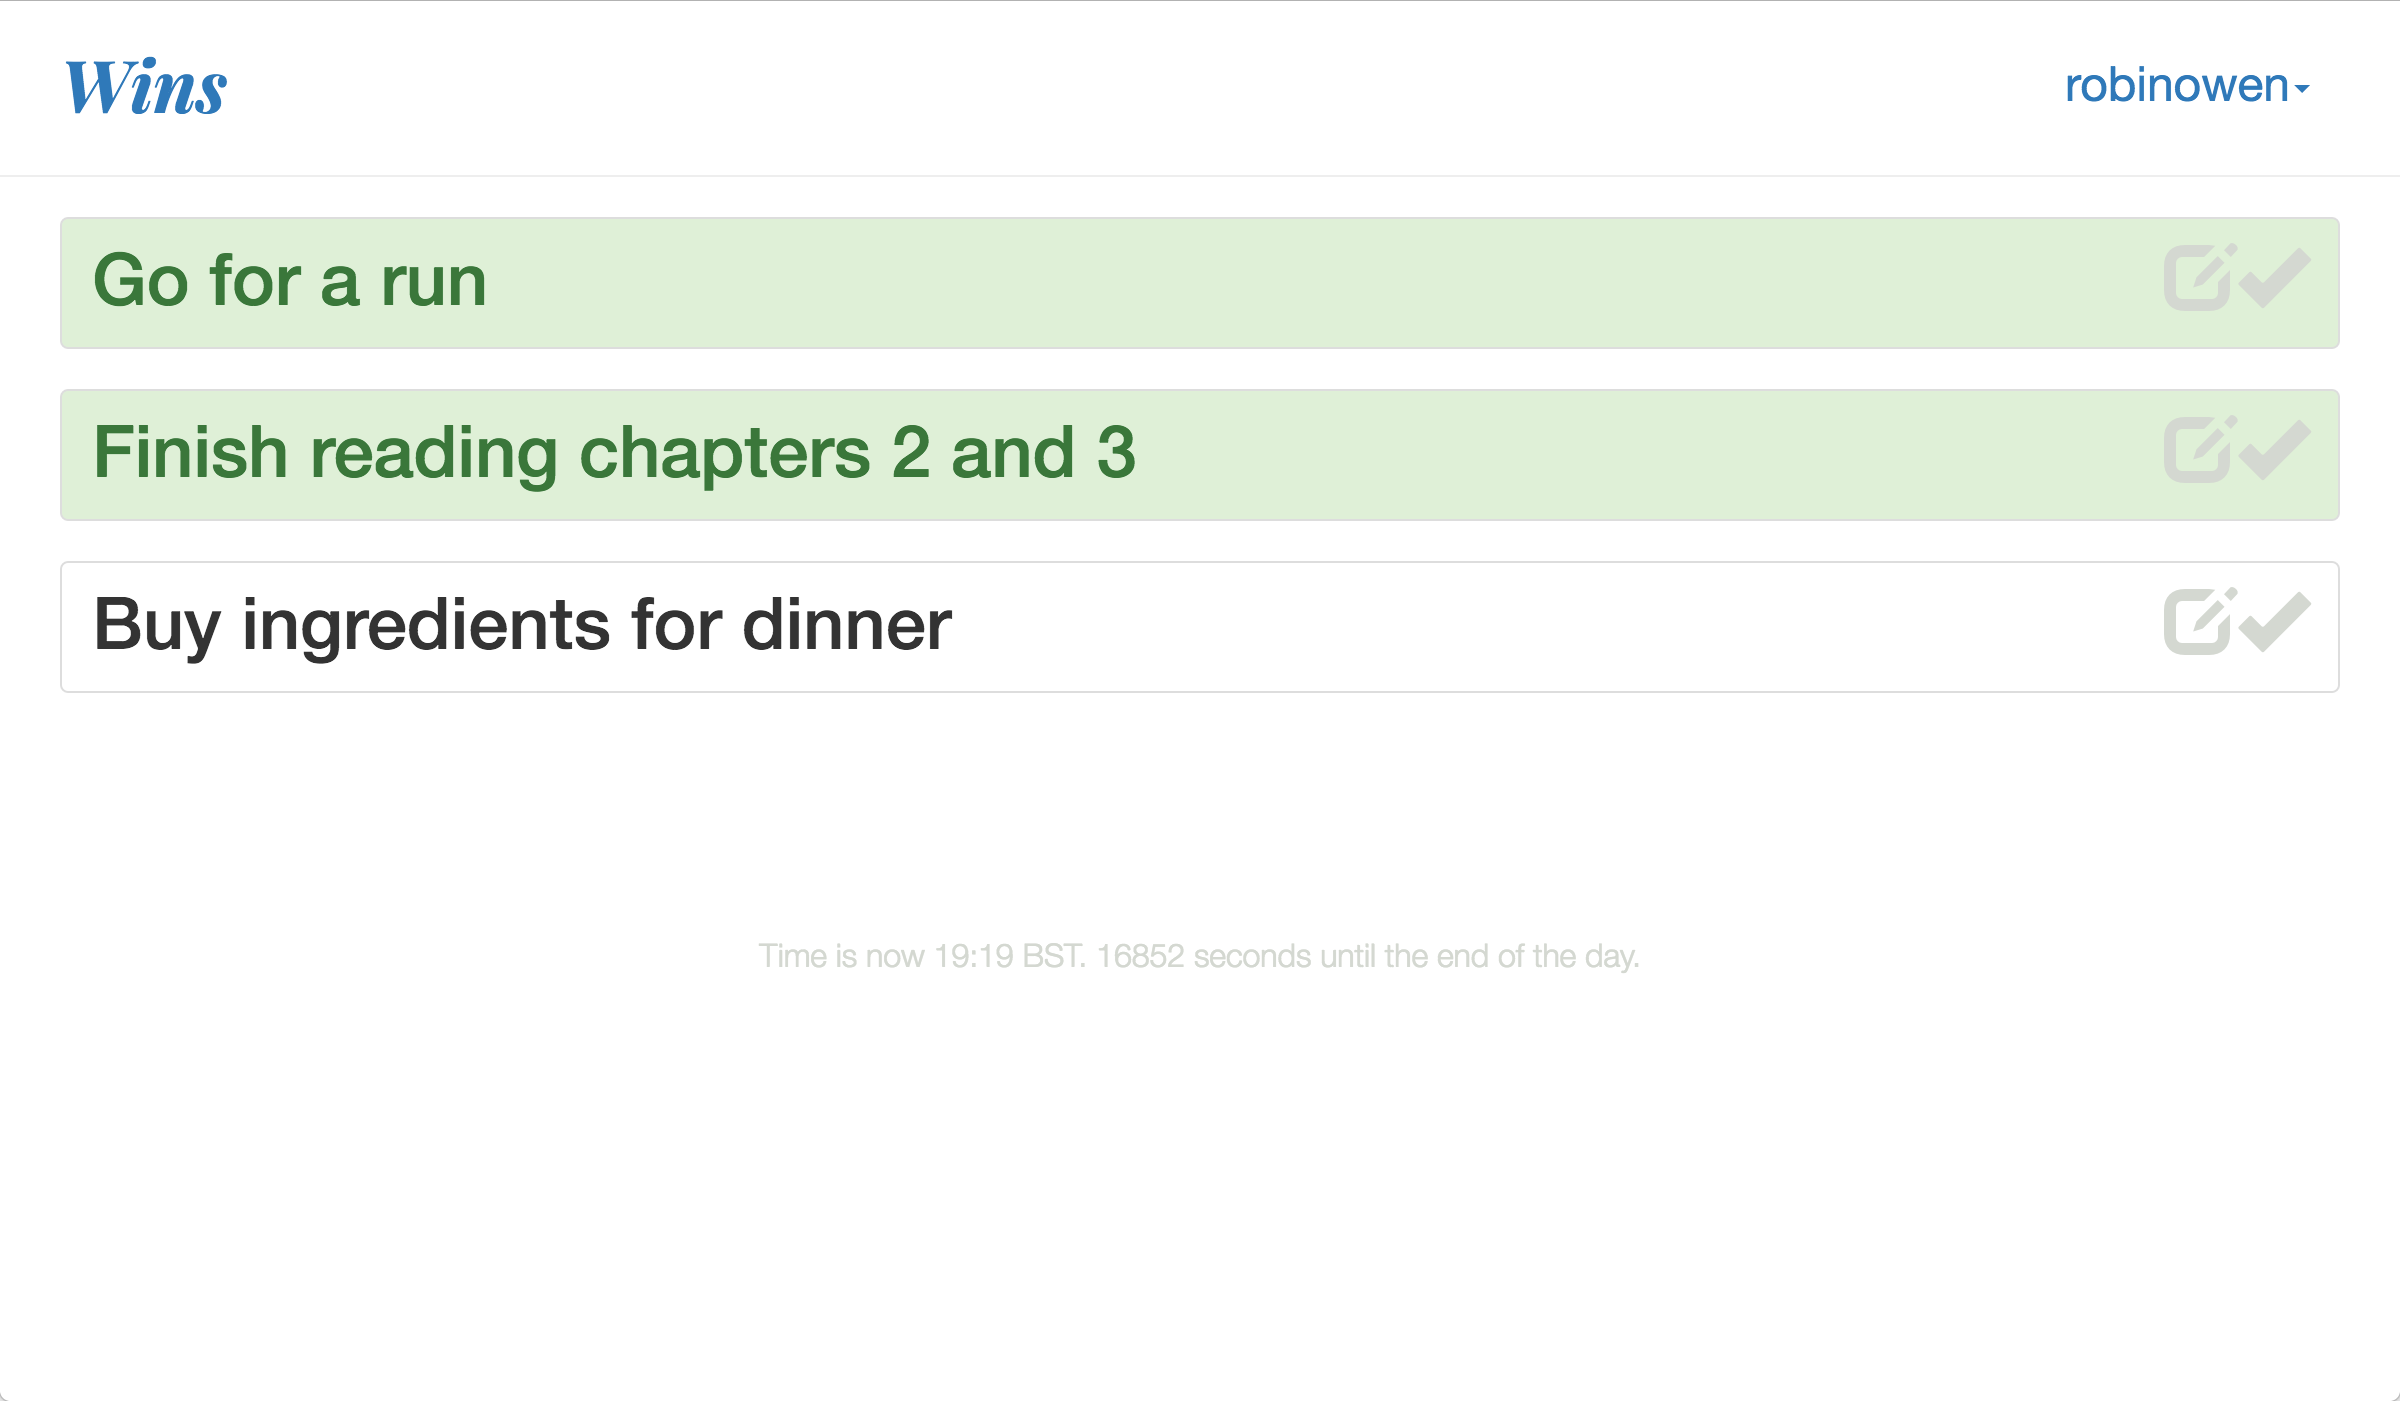 Wins
robinowen
Go for a run
Finish reading chapters 2 and 3
Buy ingredients for dinner
Time is now 19:19 BST. 16852 seconds until the end of the day.